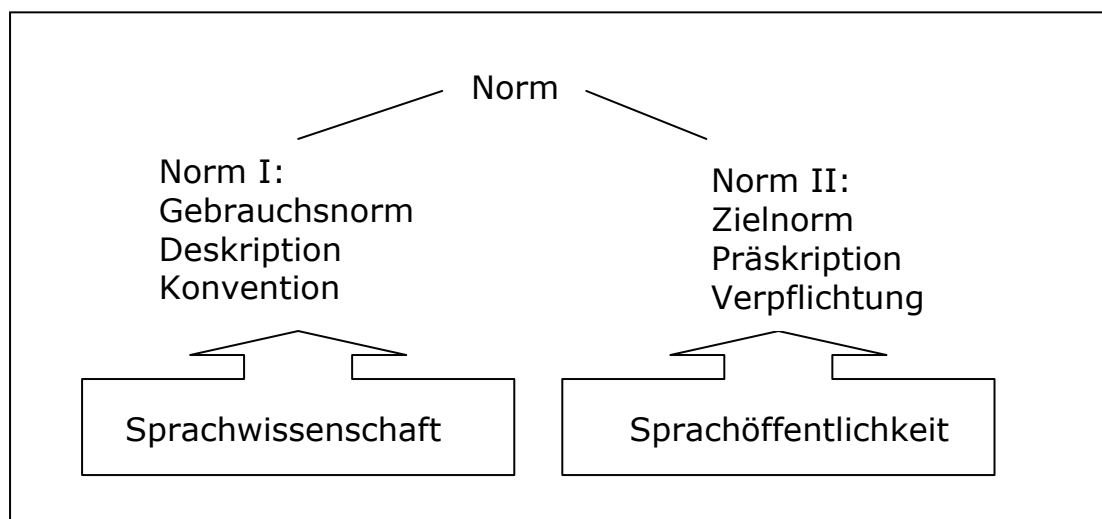 Norm
Norm I:
Gebrauchsnorm
Deskription
Konvention
Norm II:
Zielnorm
Präskription
Verpflichtung
Sprachwissenschaft
Sprachöffentlichkeit